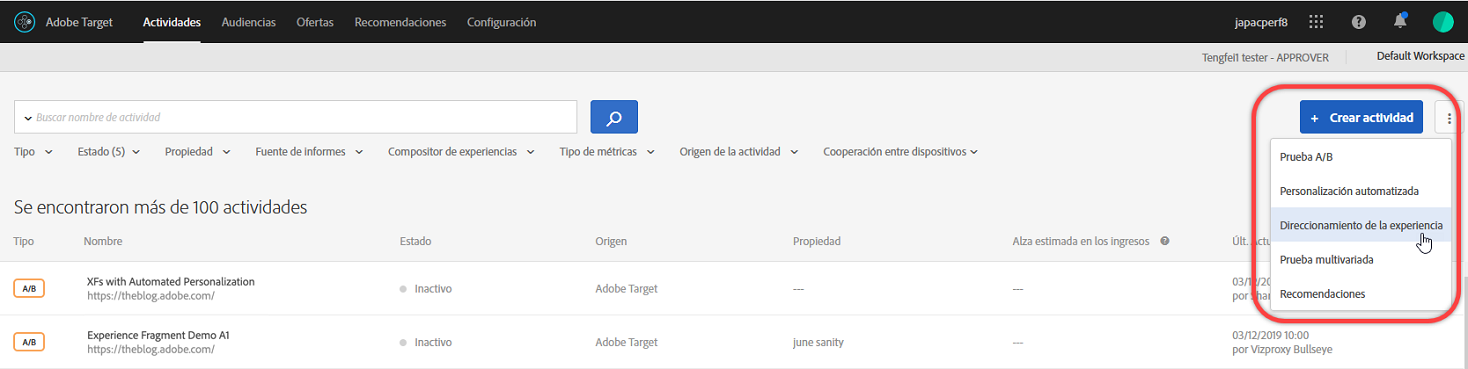 Adobe Target Actividades Audiencias Ofertas Recomendaciones Configuración japacperf8
Tengfei1 tester - APPROVER Default Workspace
Buscar nombre de actividad
+ Crear actividad
Tipo Estado (5) Propiedad Fuente de informes Compositor de experiencias Tipo de métricas Origen de la actividad Cooperación entre dispositivos
Prueba A/B
Personalización automatizada
Direccionamiento de la experiencia
Prueba multivariada
Recomendaciones
Se encontraron más de 100 actividades
Tipo Nombre Estado Origen Propiedad Alza estimada en los ingresos Últ. Actu
A/B XFs with Automated Personalization Inactivo Adobe Target --- --- 03/12/20
https://theblog.adobe.com/ por Shar
A/B Experience Fragment Demo A1 Inactivo Adobe Target june sanity --- 03/12/2019 10:00
https://theblog.adobe.com/ por Vizproxy Bullseye